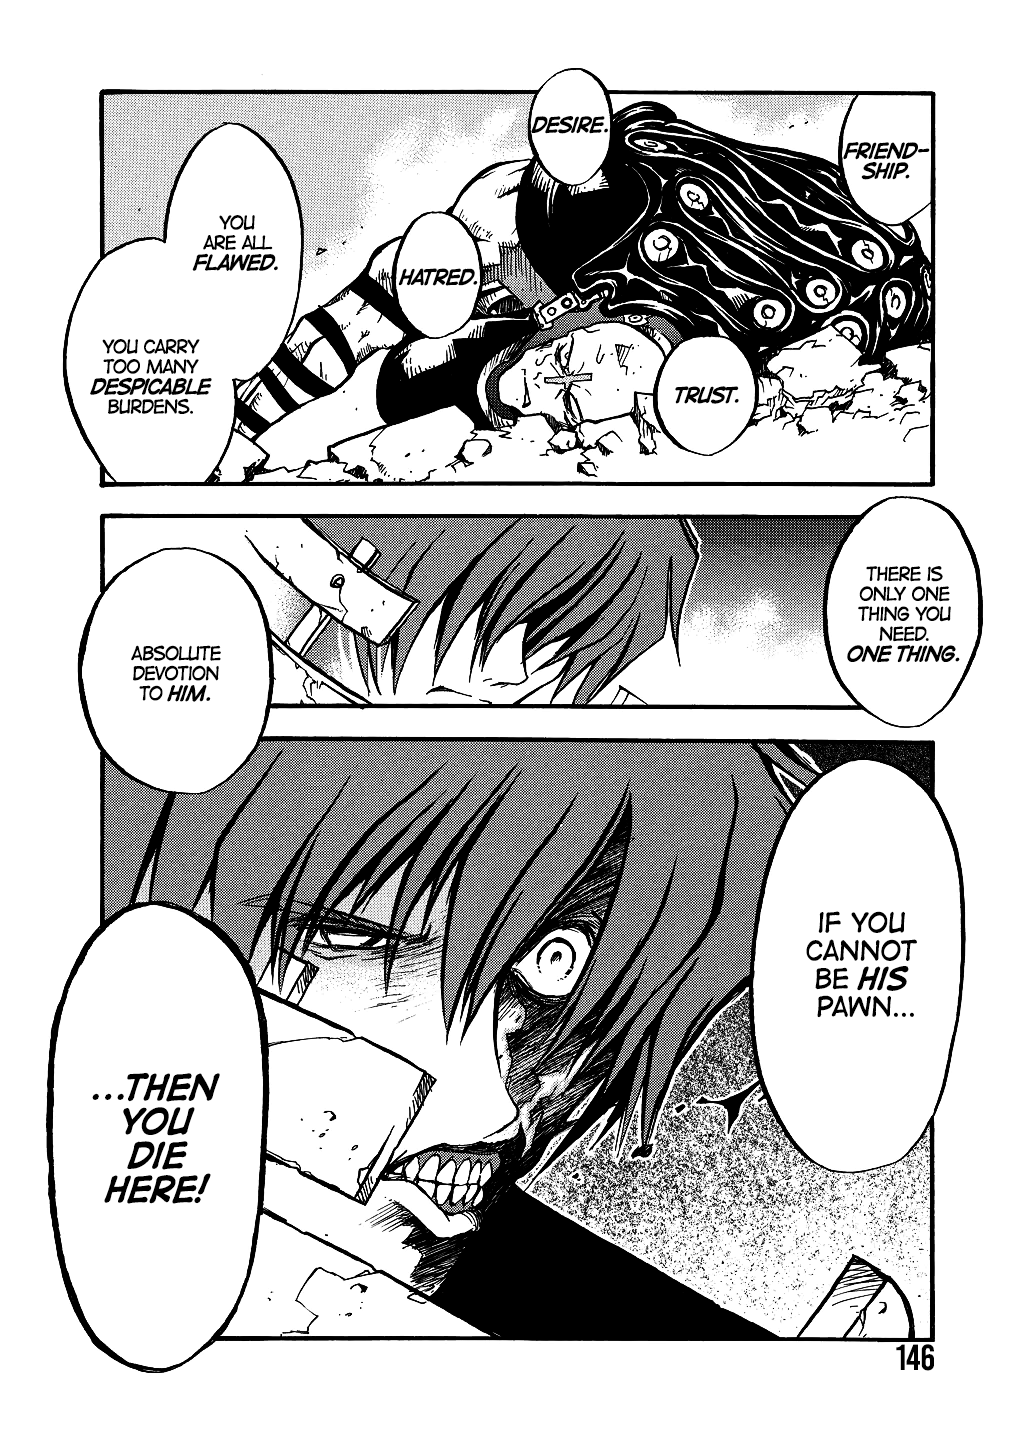 FRIEND-
SHIP.
DESIRE.
TRUST.
HATRED.
YOU
ARE ALL
FLAWED.
YOU CARRY
TOO MANY
DESPICABLE
BURDENS.
THERE IS
ONLY ONE
THING YOU
NEED.
ONE THING.
ABSOLUTE
DEVOTION
TO HIM.
IF YOU
CANNOT
BE HIS
PAWN...
...THEN
YOU
DIE
HERE!
146